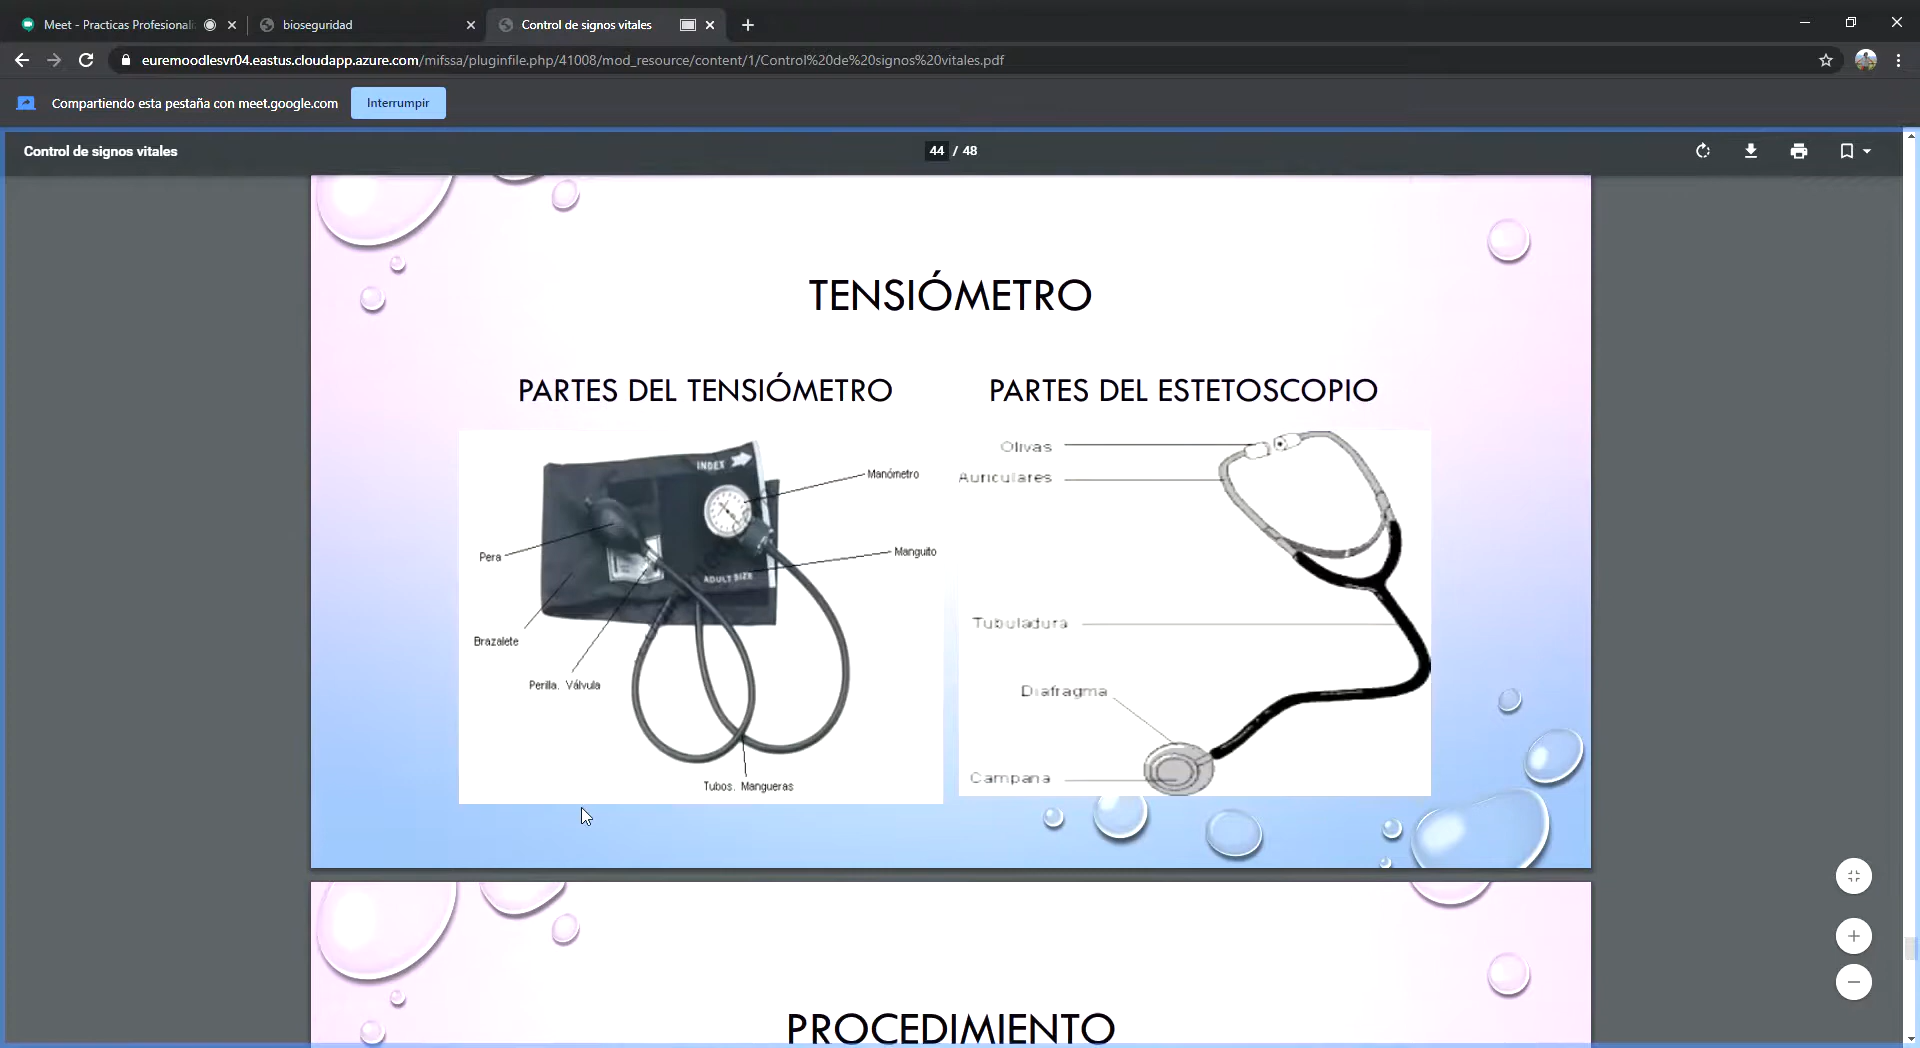 Meet - Practicas Profesionali
bioseguridad
Control de signos vitales
euremoodlesvr04.eastus.cloudapp.azure.com/mifssa/pluginfile.php/41008/mod_resource/content/1/Control%20de%20signos%20vitales.pdf
Compartiendo esta pestaña con meet.google.com
Interrumpir
Control de signos vitales
44 / 48
TENSIÓMETRO
PARTES DEL TENSIÓMETRO
PARTES DEL ESTETOSCOPIO
INDEX
Manómetro
Manguito
Pera
ADULT SIZE
Brazalete
Perilla. Válvula
Tubos. Mangueras
Olivas
Auriculares
Tubuladura
Diafragma
Campana
PROCEDIMIENTO